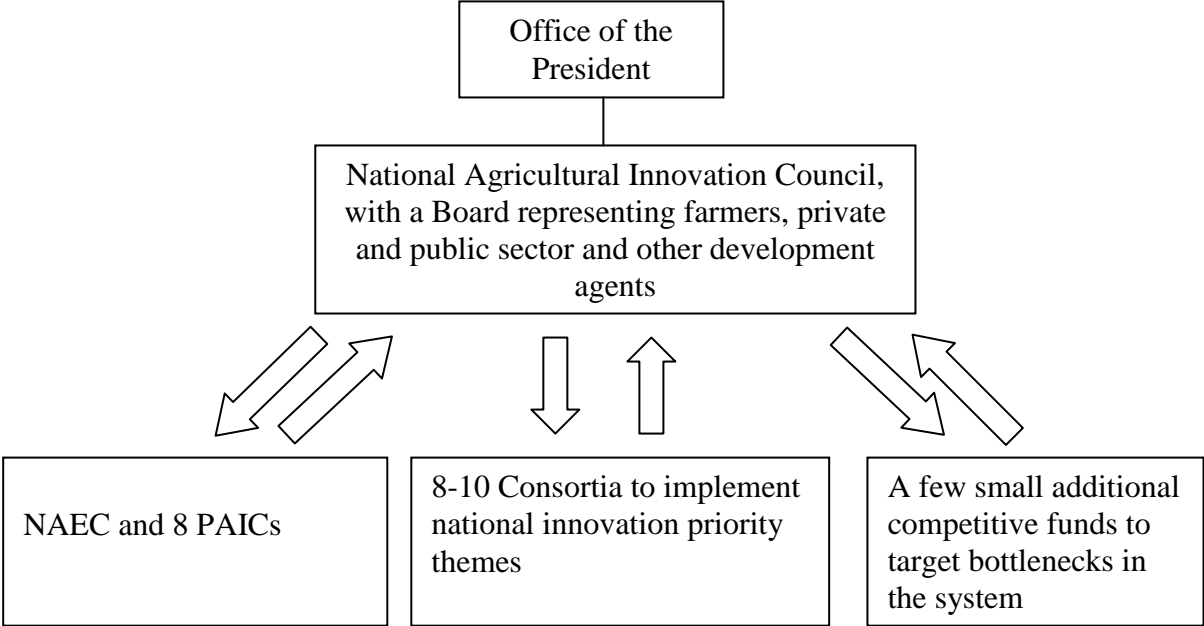 Office of the
President
National Agricultural Innovation Council,
with a Board representing farmers, private
and public sector and other development
agents
NAEC and 8 PAICs
8-10 Consortia to implement
national innovation priority
themes
A few small additional
competitive funds to
target bottlenecks in
the system